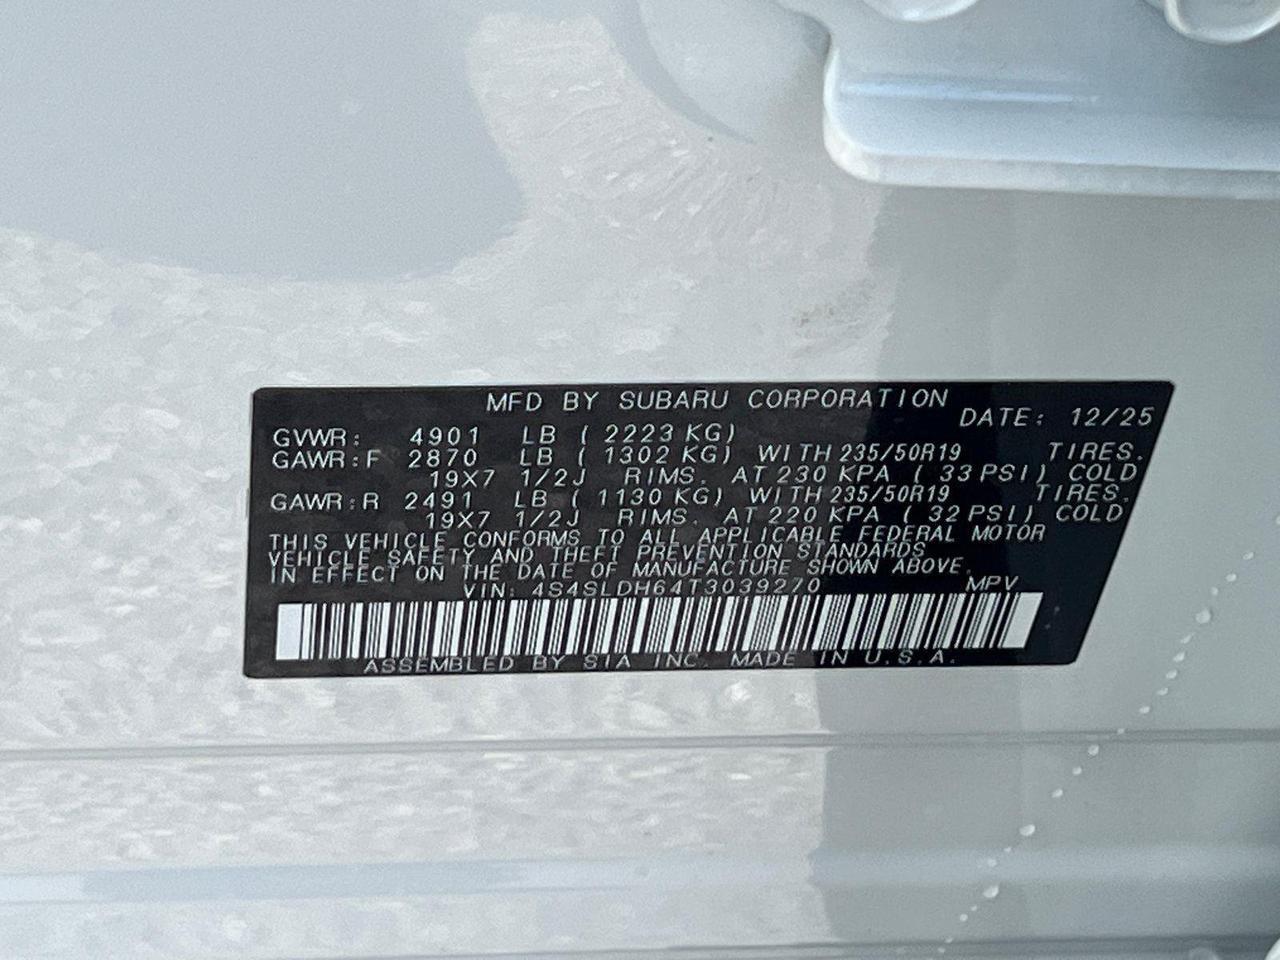 MFD BY SUBARU CORPORATION
DATE: 12/25
GVWR: 4901 LB ( 2223 KG)
GAWR:F 2870 LB ( 1302 KG) WITH 235/50R19 TIRES,
19X7 1/2J RIMS, AT 230 KPA ( 33 PSI) COLD
GAWR:R 2491 LB ( 1130 KG) WITH 235/50R19 TIRES,
19X7 1/2J RIMS, AT 220 KPA ( 32 PSI) COLD
THIS VEHICLE CONFORMS TO ALL APPLICABLE FEDERAL MOTOR
VEHICLE SAFETY AND THEFT PREVENTION STANDARDS
IN EFFECT ON THE DATE OF MANUFACTURE SHOWN ABOVE.
VIN: 4S4SLDH64T3039270 MPV
ASSEMBLED BY SIA INC. MADE IN U.S.A.